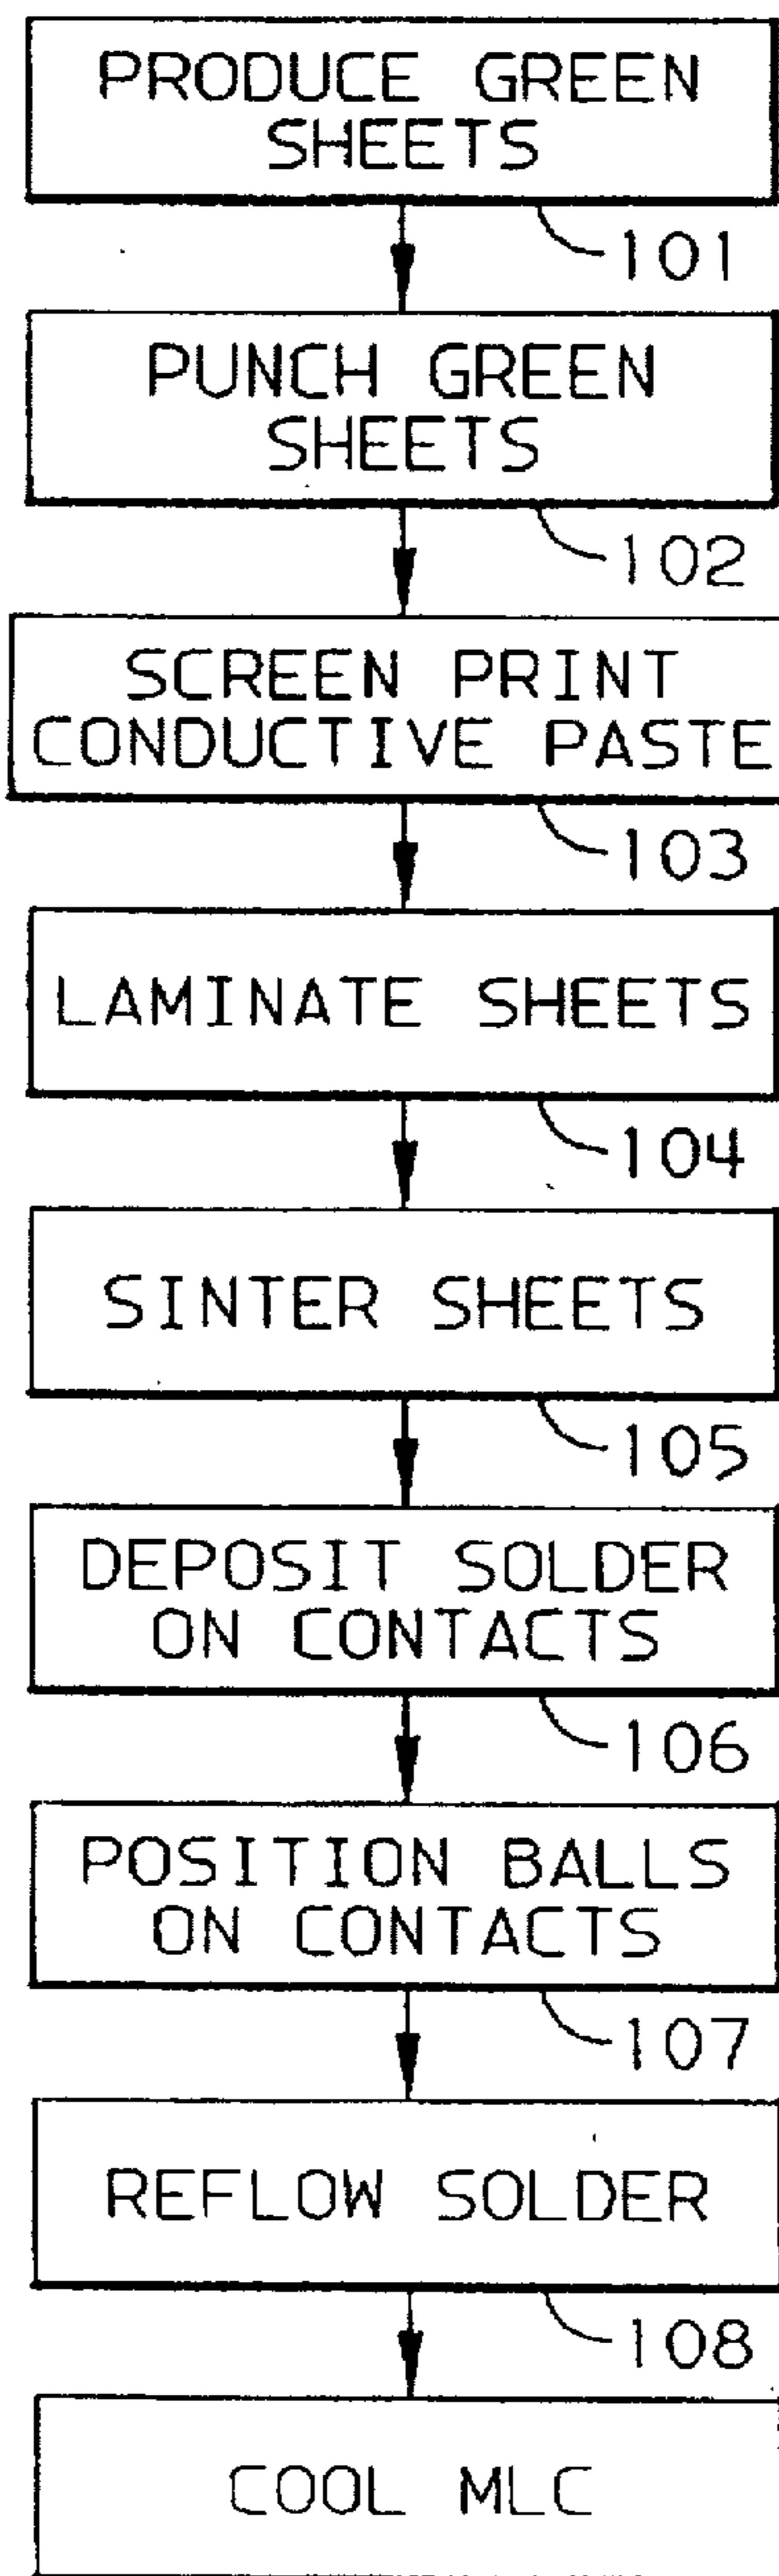 PRODUCE GREEN
SHEETS
101
PUNCH GREEN
SHEETS
102
SCREEN PRINT
CONDUCTIVE PASTE
103
LAMINATE SHEETS
104
SINTER SHEETS
105
DEPOSIT SOLDER
ON CONTACTS
106
POSITION BALLS
ON CONTACTS
107
REFLOW SOLDER
108
COOL MLC